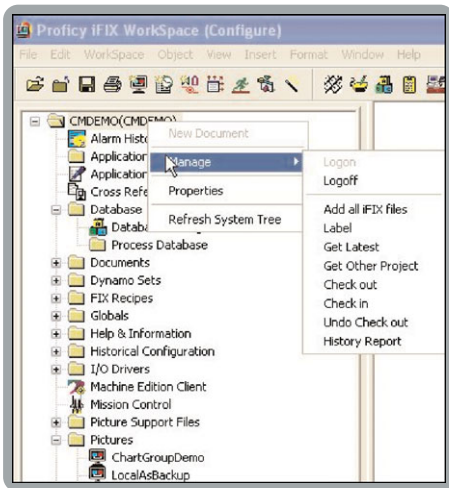 Proficy iFIX WorkSpace (Configure)
File Edit WorkSpace Object View Insert Format Window Help
CMDEMO(CMDEMO)
Alarm Histo
Application
Application
Cross Refe
Database
Databa
Process Database
Documents
Dynamo Sets
FIX Recipes
Globals
Help & Information
Historical Configuration
I/O Drivers
Machine Edition Client
Mission Control
Picture Support Files
Pictures
ChartGroupDemo
LocalAsBackup
New Document
Manage
Properties
Refresh System Tree
Logon
Logoff
Add all iFIX files
Label
Get Latest
Get Other Project
Check out
Check in
Undo Check out
History Report